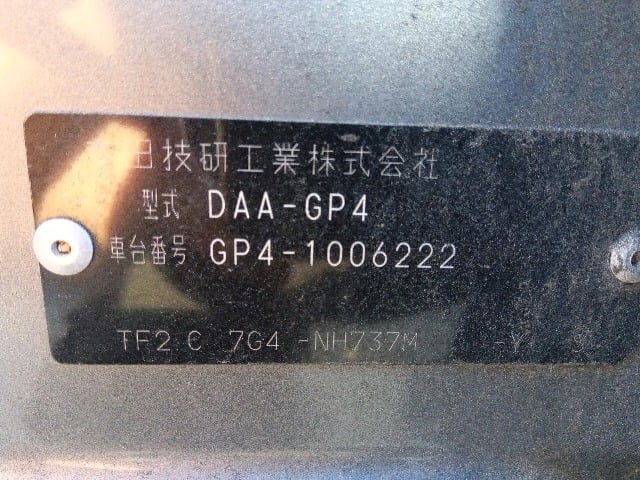 田技研工業株式会社
型式 DAA-GP4
車台番号 GP4-1006222
TF2 C 7G4 -NH737M -Y